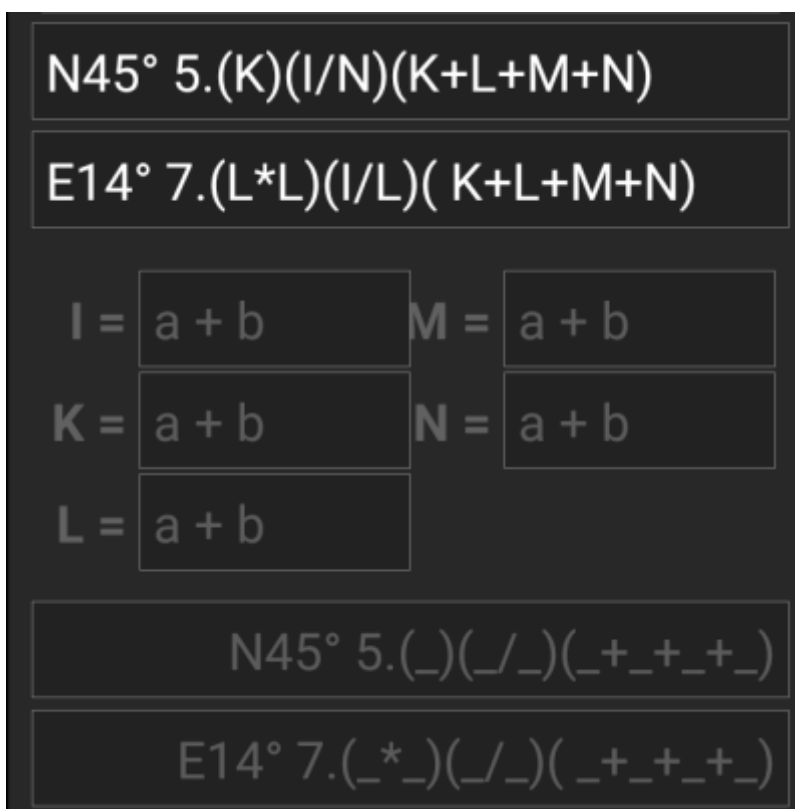 N45° 5.(K)(I/N)(K+L+M+N)
E14° 7.(L*L)(I/L)( K+L+M+N)
I = a + b M = a + b
K = a + b N = a + b
L = a + b
N45° 5.(_)(_/_)(_+_+_+_)
E14° 7.(_*_)(_/_)( _+_+_+_)